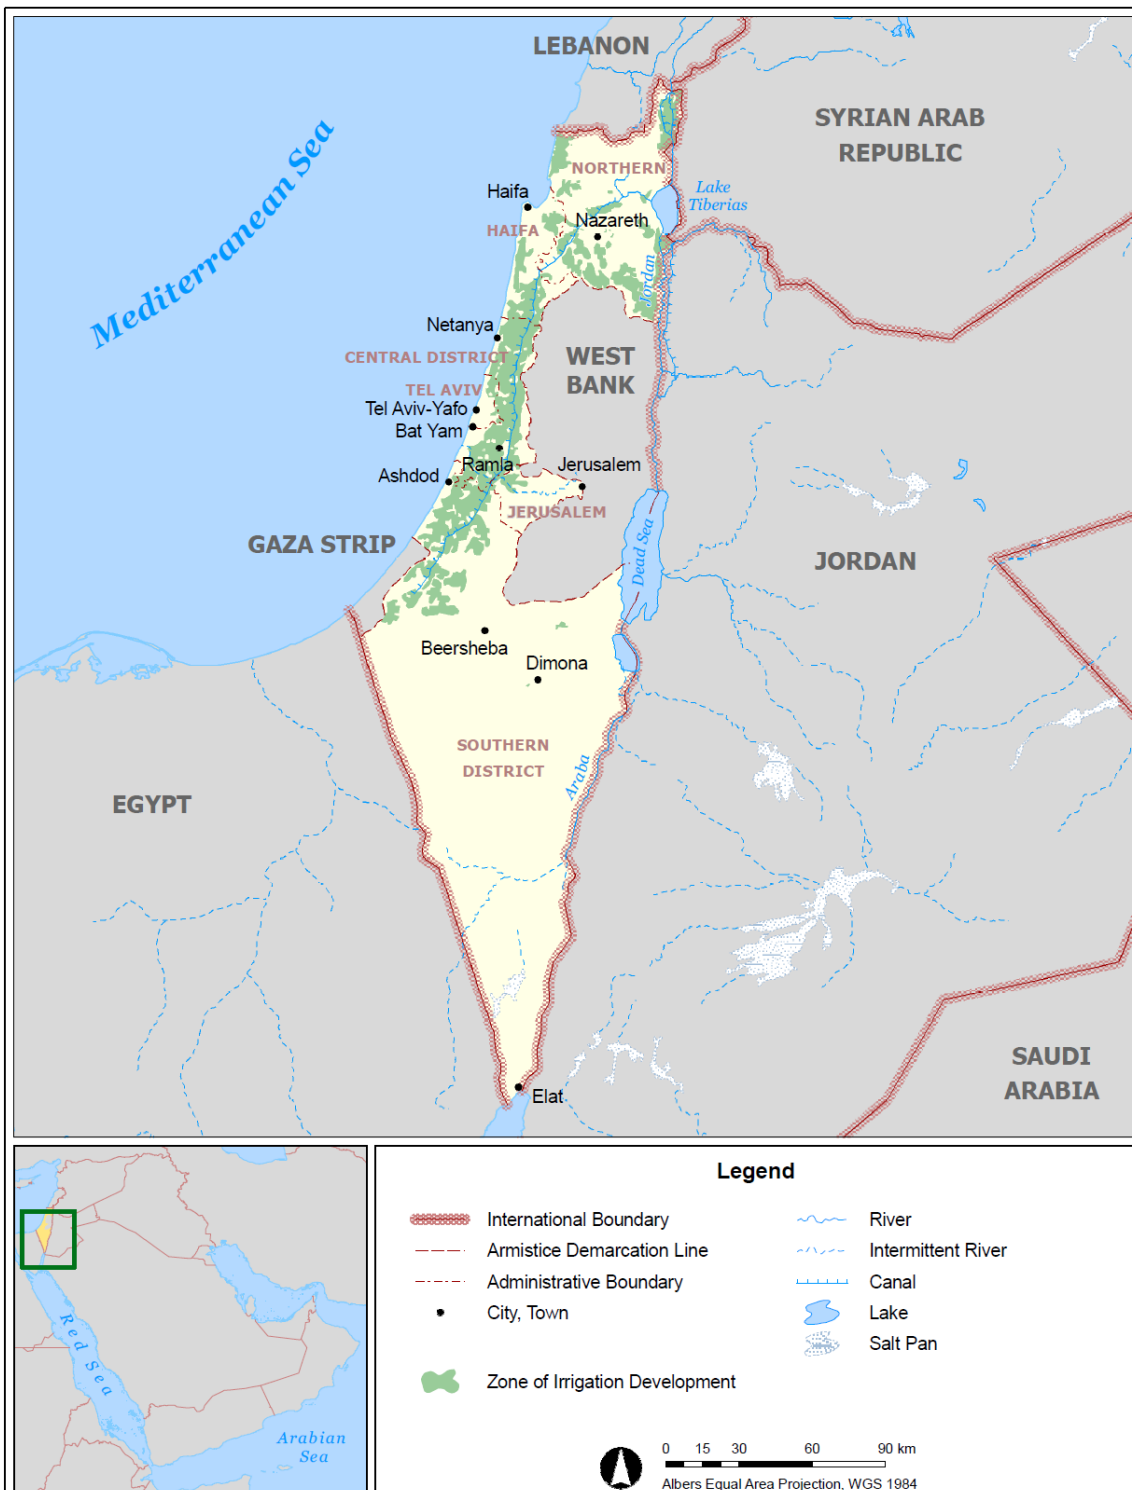 LEBANON
SYRIAN ARAB
REPUBLIC
Mediterranean Sea
NORTHERN
Lake
Tiberias
Haifa
HAIFA
Nazareth
Jordan
Netanya
CENTRAL DISTRICT
WEST
BANK
TEL AVIV
Tel Aviv-Yafo
Bat Yam
Ramla
Jerusalem
Ashdod
JERUSALEM
GAZA STRIP
Dead Sea
JORDAN
Beersheba
Dimona
SOUTHERN
DISTRICT
Araba
EGYPT
SAUDI
ARABIA
Elat
Red Sea
Arabian
Sea
Legend
International Boundary
Armistice Demarcation Line
Administrative Boundary
City, Town
Zone of Irrigation Development
River
Intermittent River
Canal
Lake
Salt Pan
0 15 30 60 90 km
Albers Equal Area Projection, WGS 1984